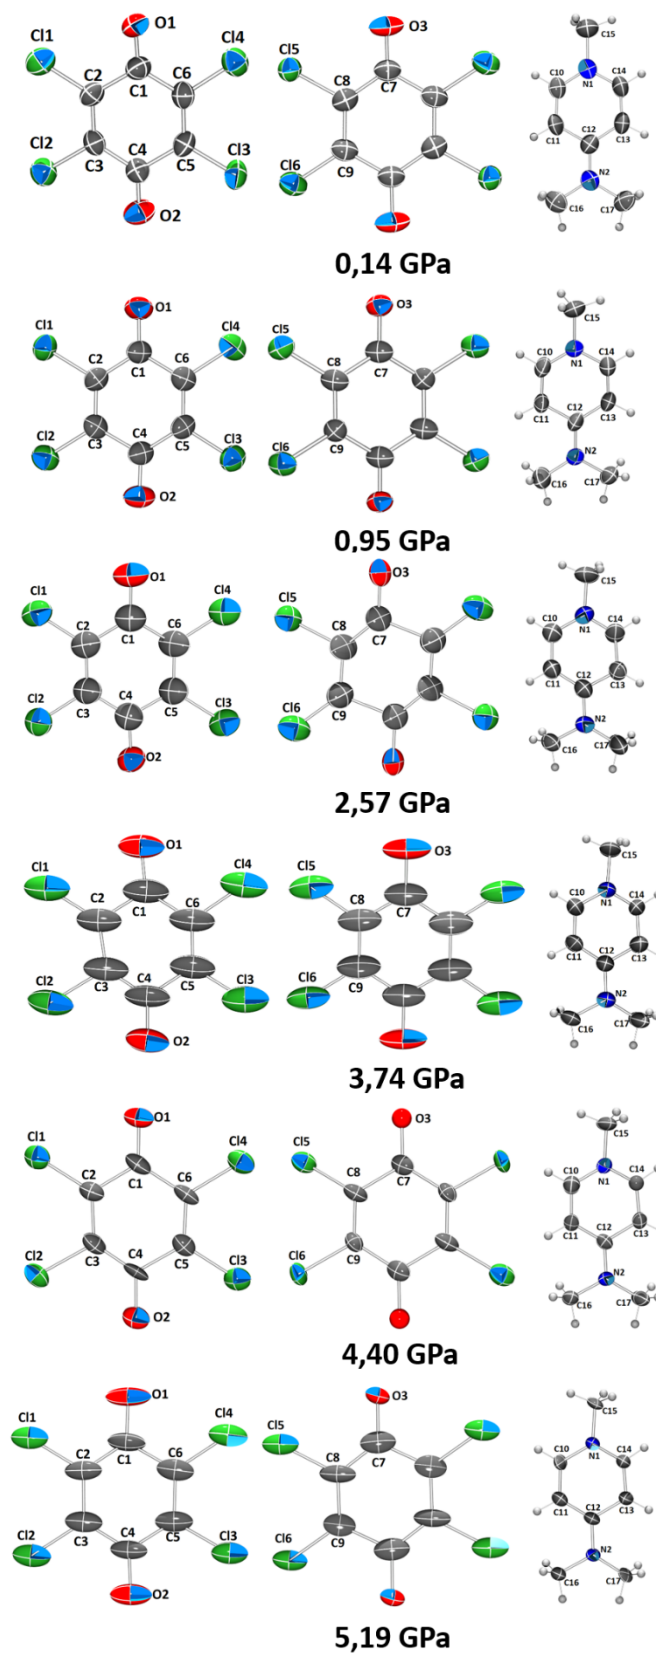 O1 O3
Cl1 Cl4 Cl5 C15
C2 C6 C8 C7 C10 C14
C1 N1
Cl2 C4 Cl3 C11 C12 C13
C3 C5 Cl6 C9 N2
O2 C16 C17
0,14 GPa
O1 O3
Cl1 Cl4 Cl5 C15
C2 C1 C6 C8 C7 C10 C14
N1
Cl2 C4 Cl3 C11 C12 C13
C3 C5 Cl6 C9 N2
O2 C16 C17
0,95 GPa
O1 O3
Cl1 Cl4 Cl5 C15
C2 C1 C6 C8 C7 C10 C14
N1
Cl2 C3 C4 C5 Cl3 C11 C12 C13
Cl6 C9 N2
O2 C16 C17
2,57 GPa
O1 O3
Cl1 Cl4 Cl5 C15
C2 C1 C6 C8 C7 C10 C14
N1
Cl2 C3 C4 C5 Cl3 C11 C12 C13
Cl6 C9 N2
O2 C16 C17
3,74 GPa
O1 O3
Cl1 Cl4 Cl5 C15
C2 C1 C6 C8 C7 C10 C14
N1
Cl2 C3 C4 C5 Cl3 C11 C12 C13
Cl6 C9 N2
O2 C16 C17
4,40 GPa
O1 O3
Cl1 Cl4 Cl5 C15
C2 C1 C6 C8 C7 C10 C14
N1
Cl2 C3 C4 C5 Cl3 C11 C12 C13
Cl6 C9 N2
O2 C16 C17
5,19 GPa